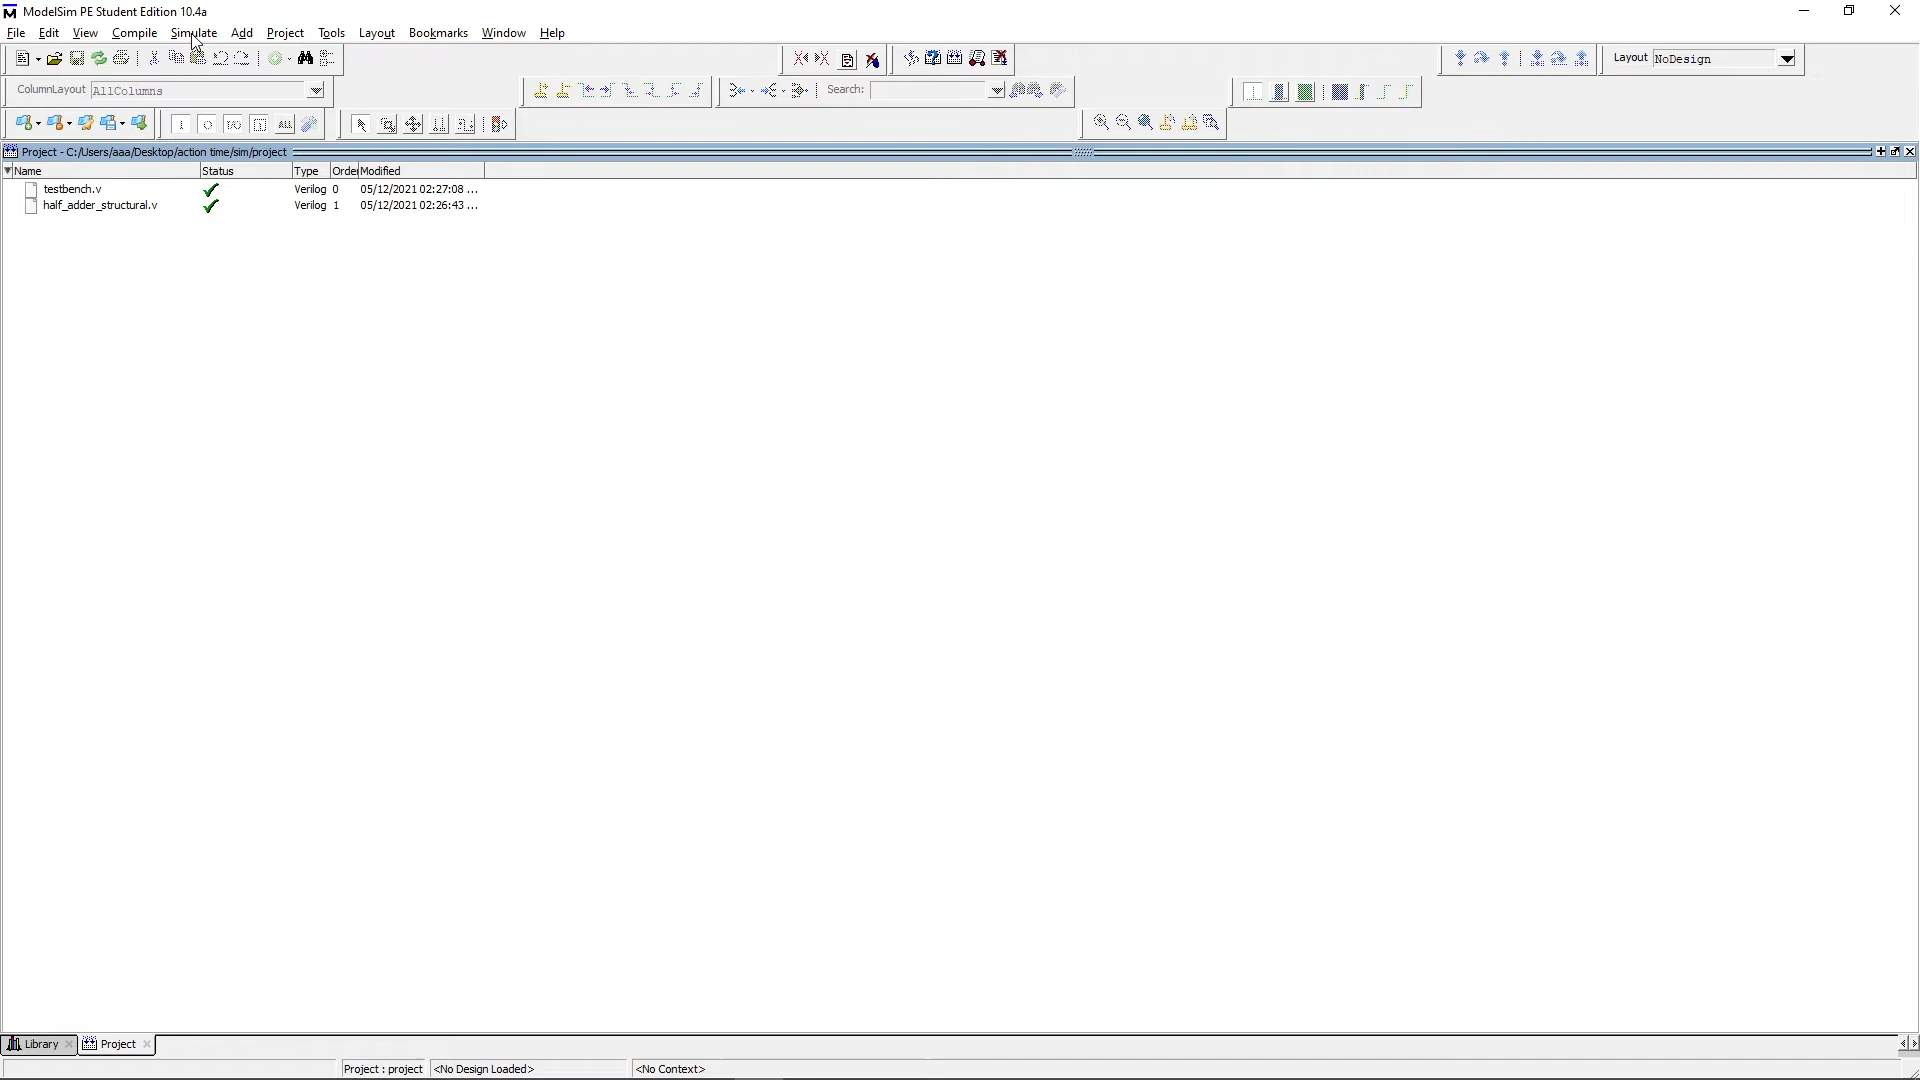 ModelSim PE Student Edition 10.4a
File Edit View Compile Simulate Add Project Tools Layout Bookmarks Window Help
Layout NoDesign
ColumnLayout AllColumns
Search:
Project - C:/Users/aaa/Desktop/action time/sim/project
Name Status Type Order Modified
testbench.v Verilog 0 05/12/2021 02:27:08 ...
half_adder_structural.v Verilog 1 05/12/2021 02:26:43 ...
Library Project
Project : project <No Design Loaded> <No Context>